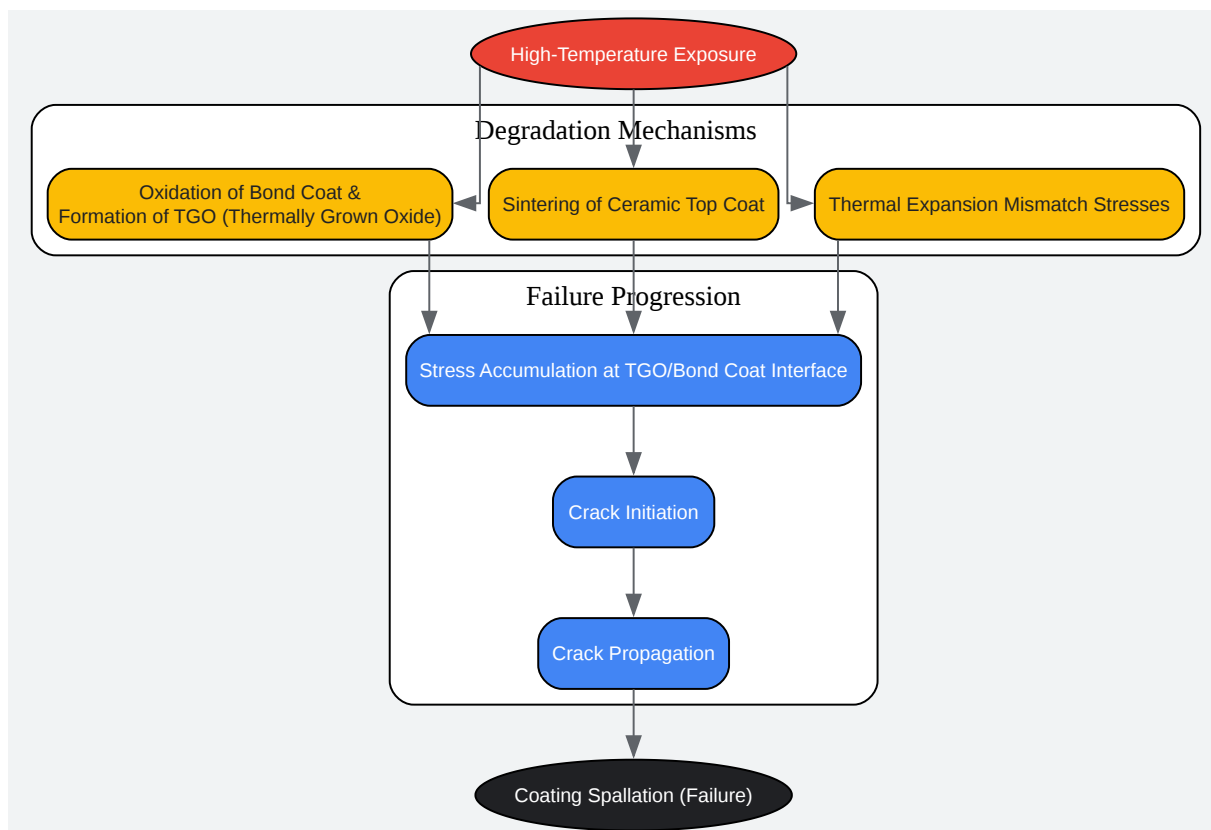 High-Temperature Exposure
Degradation Mechanisms
Oxidation of Bond Coat &
Formation of TGO (Thermally Grown Oxide)
Sintering of Ceramic Top Coat
Thermal Expansion Mismatch Stresses
Failure Progression
Stress Accumulation at TGO/Bond Coat Interface
Crack Initiation
Crack Propagation
Coating Spallation (Failure)